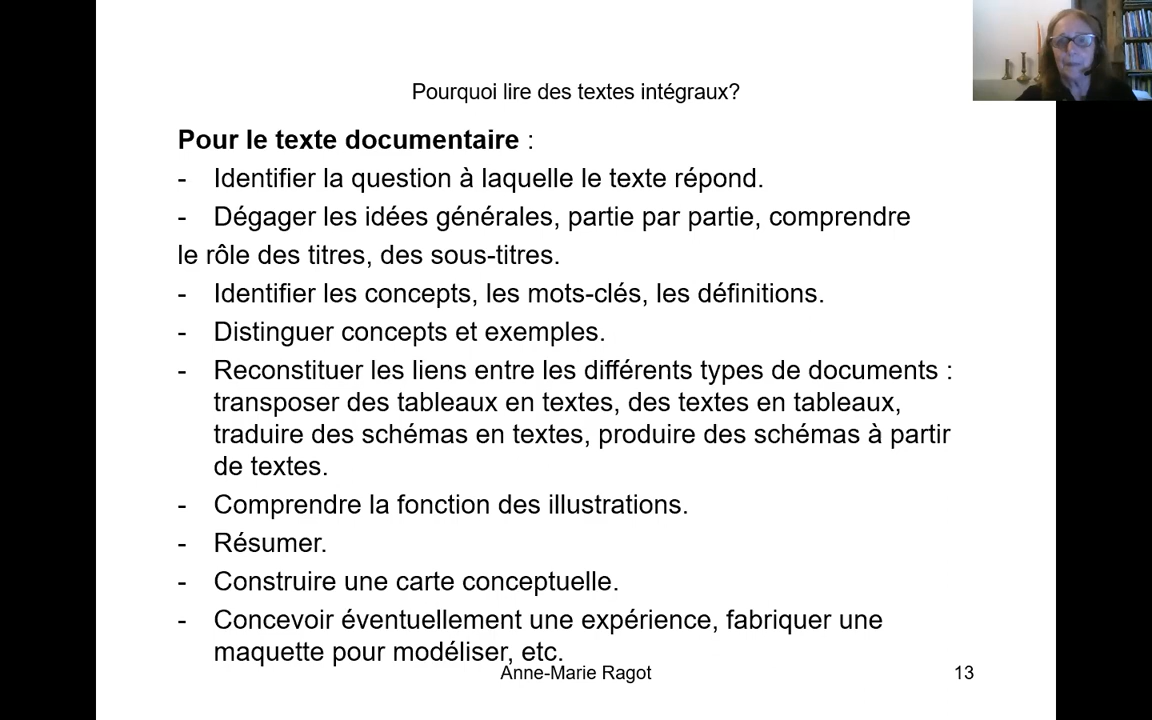 Pourquoi lire des textes intégraux?
Pour le texte documentaire :
- Identifier la question à laquelle le texte répond.
- Dégager les idées générales, partie par partie, comprendre
le rôle des titres, des sous-titres.
- Identifier les concepts, les mots-clés, les définitions.
- Distinguer concepts et exemples.
- Reconstituer les liens entre les différents types de documents :
transposer des tableaux en textes, des textes en tableaux,
traduire des schémas en textes, produire des schémas à partir
de textes.
- Comprendre la fonction des illustrations.
- Résumer.
- Construire une carte conceptuelle.
- Concevoir éventuellement une expérience, fabriquer une
maquette pour modéliser, etc.
Anne-Marie Ragot 13